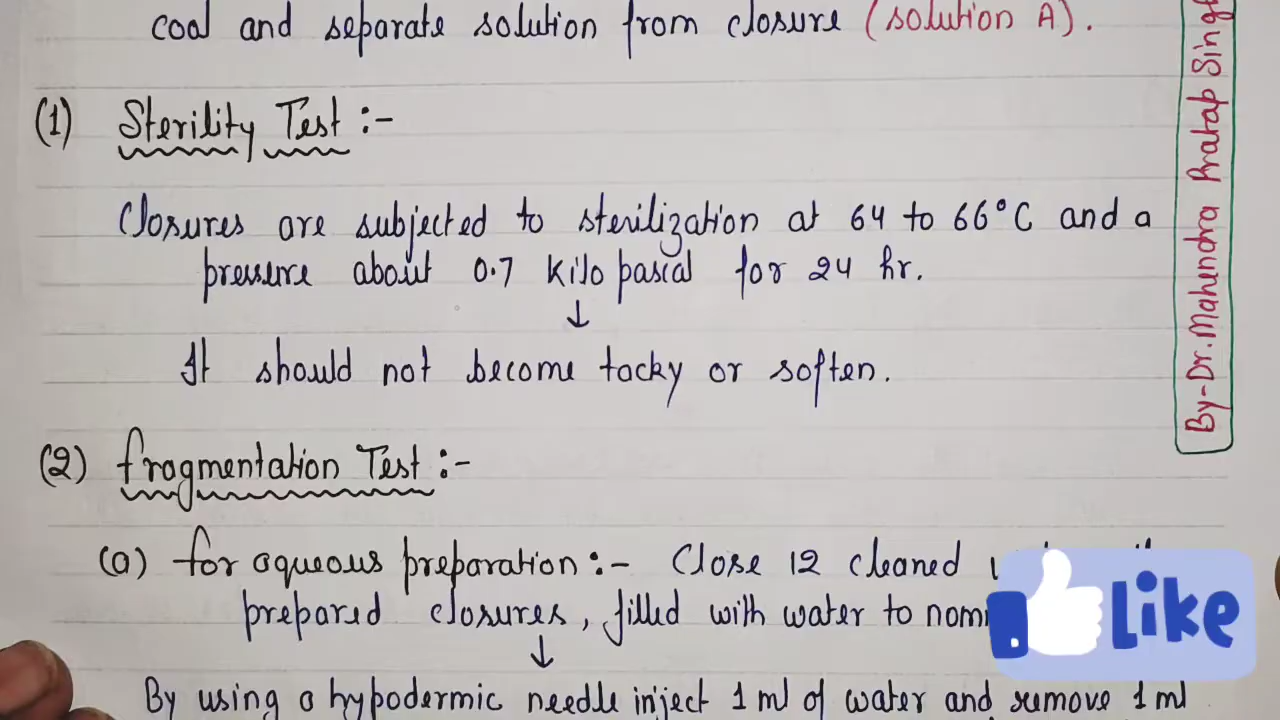 cool and separate solution from closure (solution A).
(1) Sterility Test :-
Closures are subjected to sterilization at 64 to 66°C and a
pressure about 0.7 Kilo pascal for 24 hr.
↓
It should not become tacky or soften.
(2) fragmentation Test :-
(a) for aqueous preparation :- Close 12 cleaned
prepared closures, filled with water to
↓
By using a hypodermic needle inject 1 ml of water and remove 1 ml
By-Dr. Mahendra Pratap Singh
Like